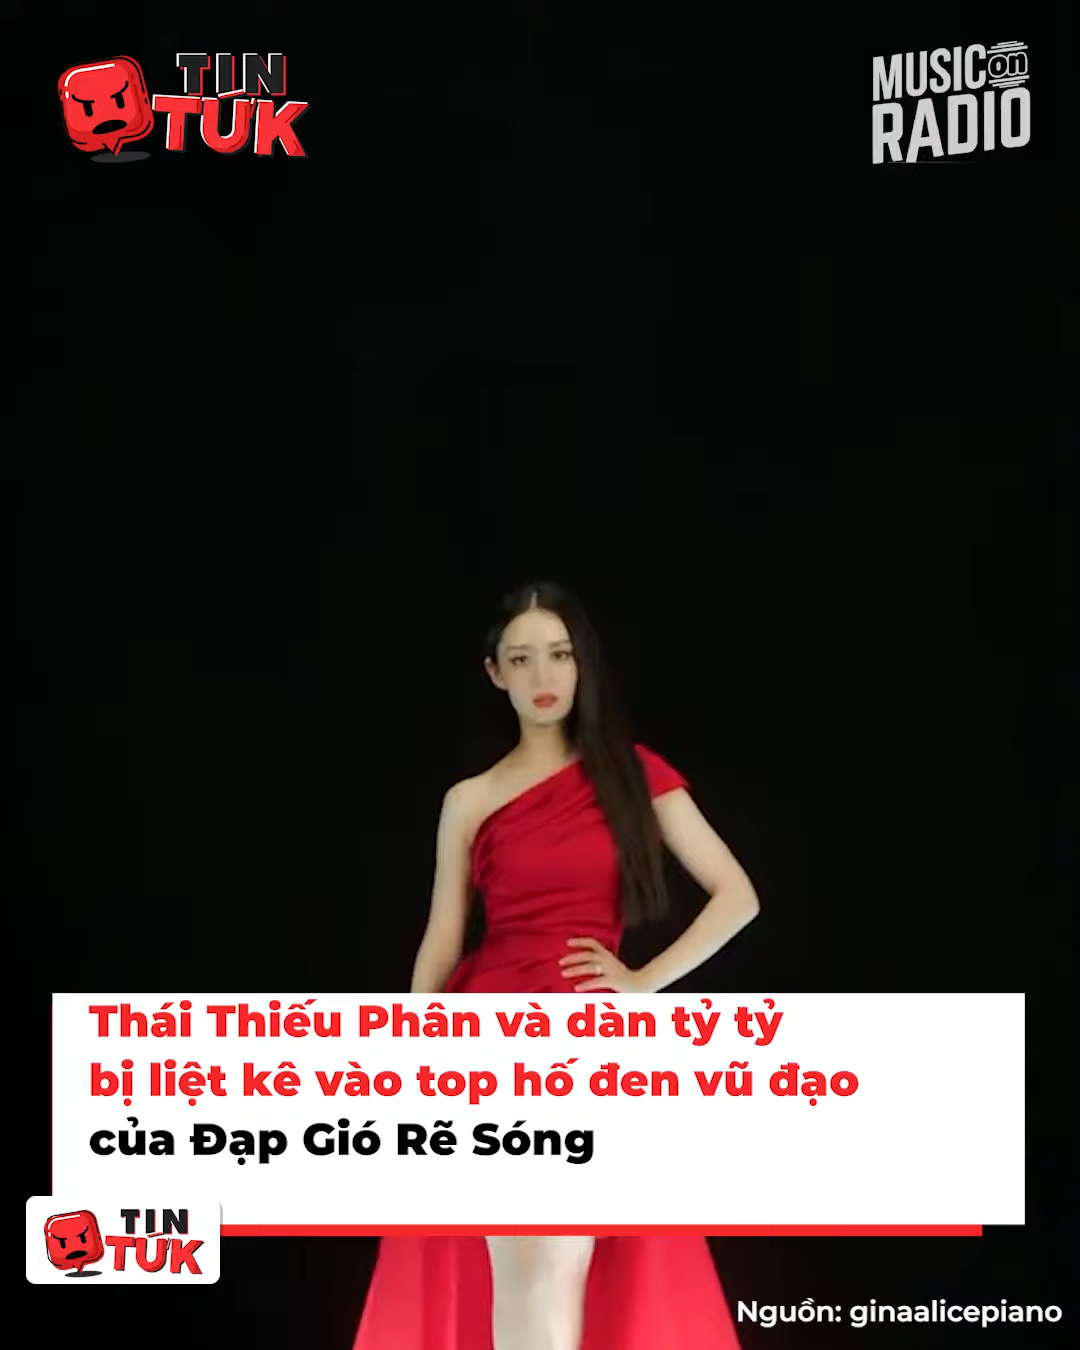 TIN
TỨK
MUSIC on
RADIO
Thái Thiếu Phân và dàn tỷ tỷ
bị liệt kê vào top hố đen vũ đạo
của Đạp Gió Rẽ Sóng
TIN
TỨK
Nguồn: ginaalicepiano